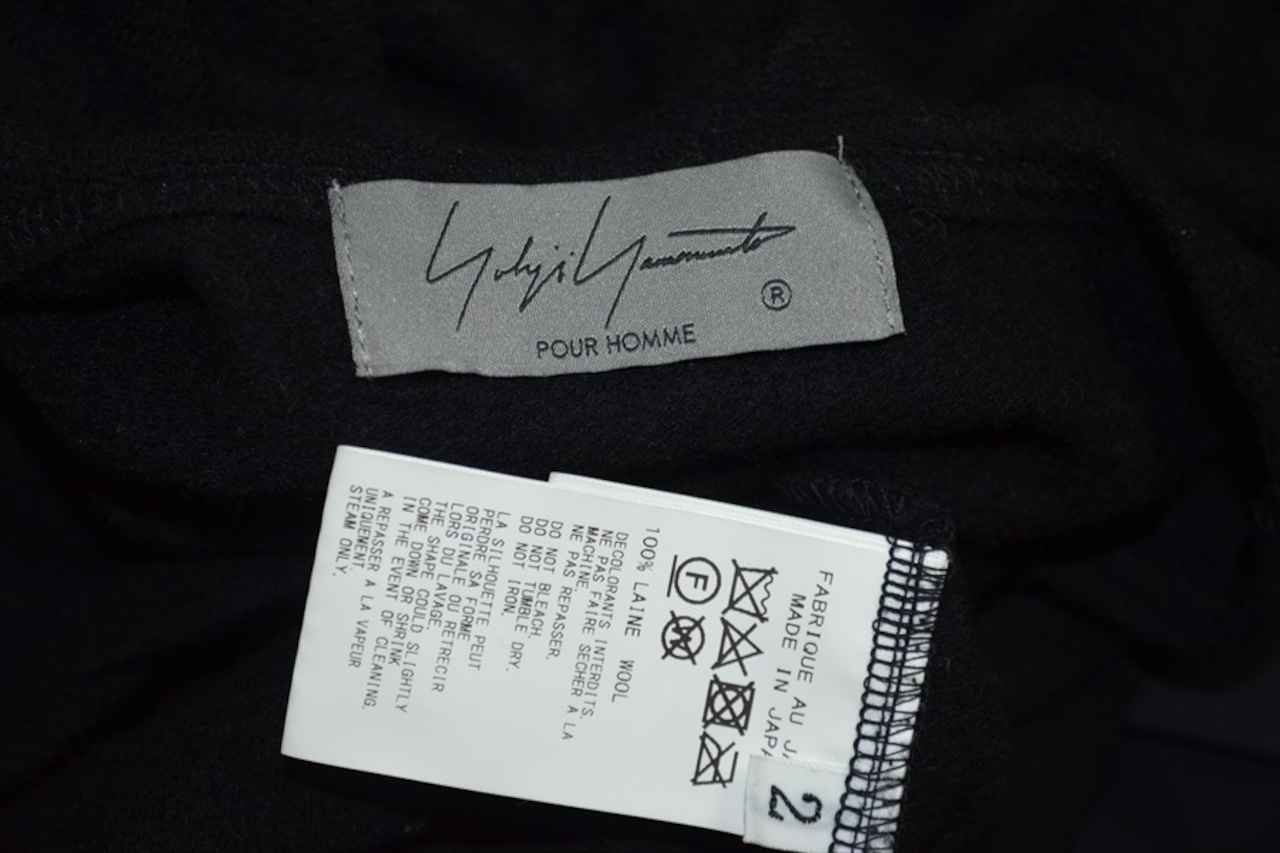 Yohji Yamamoto
®
POUR HOMME
FABRIQUE AU JA
MADE IN JAPA
2
F
W
100% LAINE WOOL
DECOLORANTS INTERDITS.
NE PAS FAIRE SECHER A LA
MACHINE.
NE PAS REPASSER.
DO NOT BLEACH.
DO NOT TUMBLE DRY.
DO NOT IRON.
LA SILHOUETTE PEUT
PERDRE SA FORME
ORIGINALE OU RETRECIR
LORS DU LAVAGE.
THE SHAPE COULD SLIGHTLY
COME DOWN OR SHRINK
IN THE EVENT OF CLEANING.
A REPASSER A LA VAPEUR
UNIQUEMENT.
STEAM ONLY.